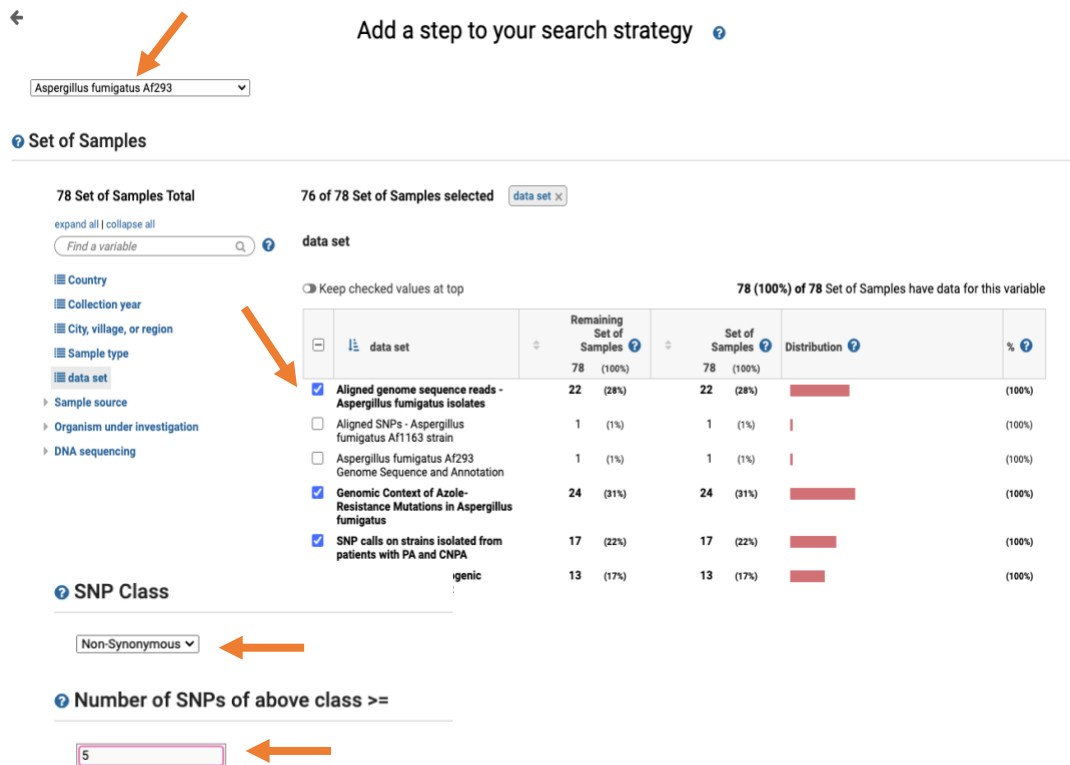 Add a step to your search strategy
Aspergillus fumigatus Af293
Set of Samples
78 Set of Samples Total
expand all | collapse all
Find a variable
Country
Collection year
City, village, or region
Sample type
data set
Sample source
Organism under investigation
DNA sequencing
76 of 78 Set of Samples selected
data set ×
data set
Keep checked values at top
78 (100%) of 78 Set of Samples have data for this variable
data set
Remaining
Set of
Samples
78 (100%)
Set of
Samples
78 (100%)
Distribution
%
Aligned genome sequence reads -
Aspergillus fumigatus isolates
22 (28%) 22 (28%) (100%)
Aligned SNPs - Aspergillus
fumigatus Af1163 strain
1 (1%) 1 (1%) (100%)
Aspergillus fumigatus Af293
Genome Sequence and Annotation
1 (1%) 1 (1%) (100%)
Genomic Context of Azole-
Resistance Mutations in Aspergillus
fumigatus
24 (31%) 24 (31%) (100%)
SNP calls on strains isolated from
patients with PA and CNPA
17 (22%) 17 (22%) (100%)
13 (17%) 13 (17%) (100%)
SNP Class
Non-Synonymous
Number of SNPs of above class >=
5